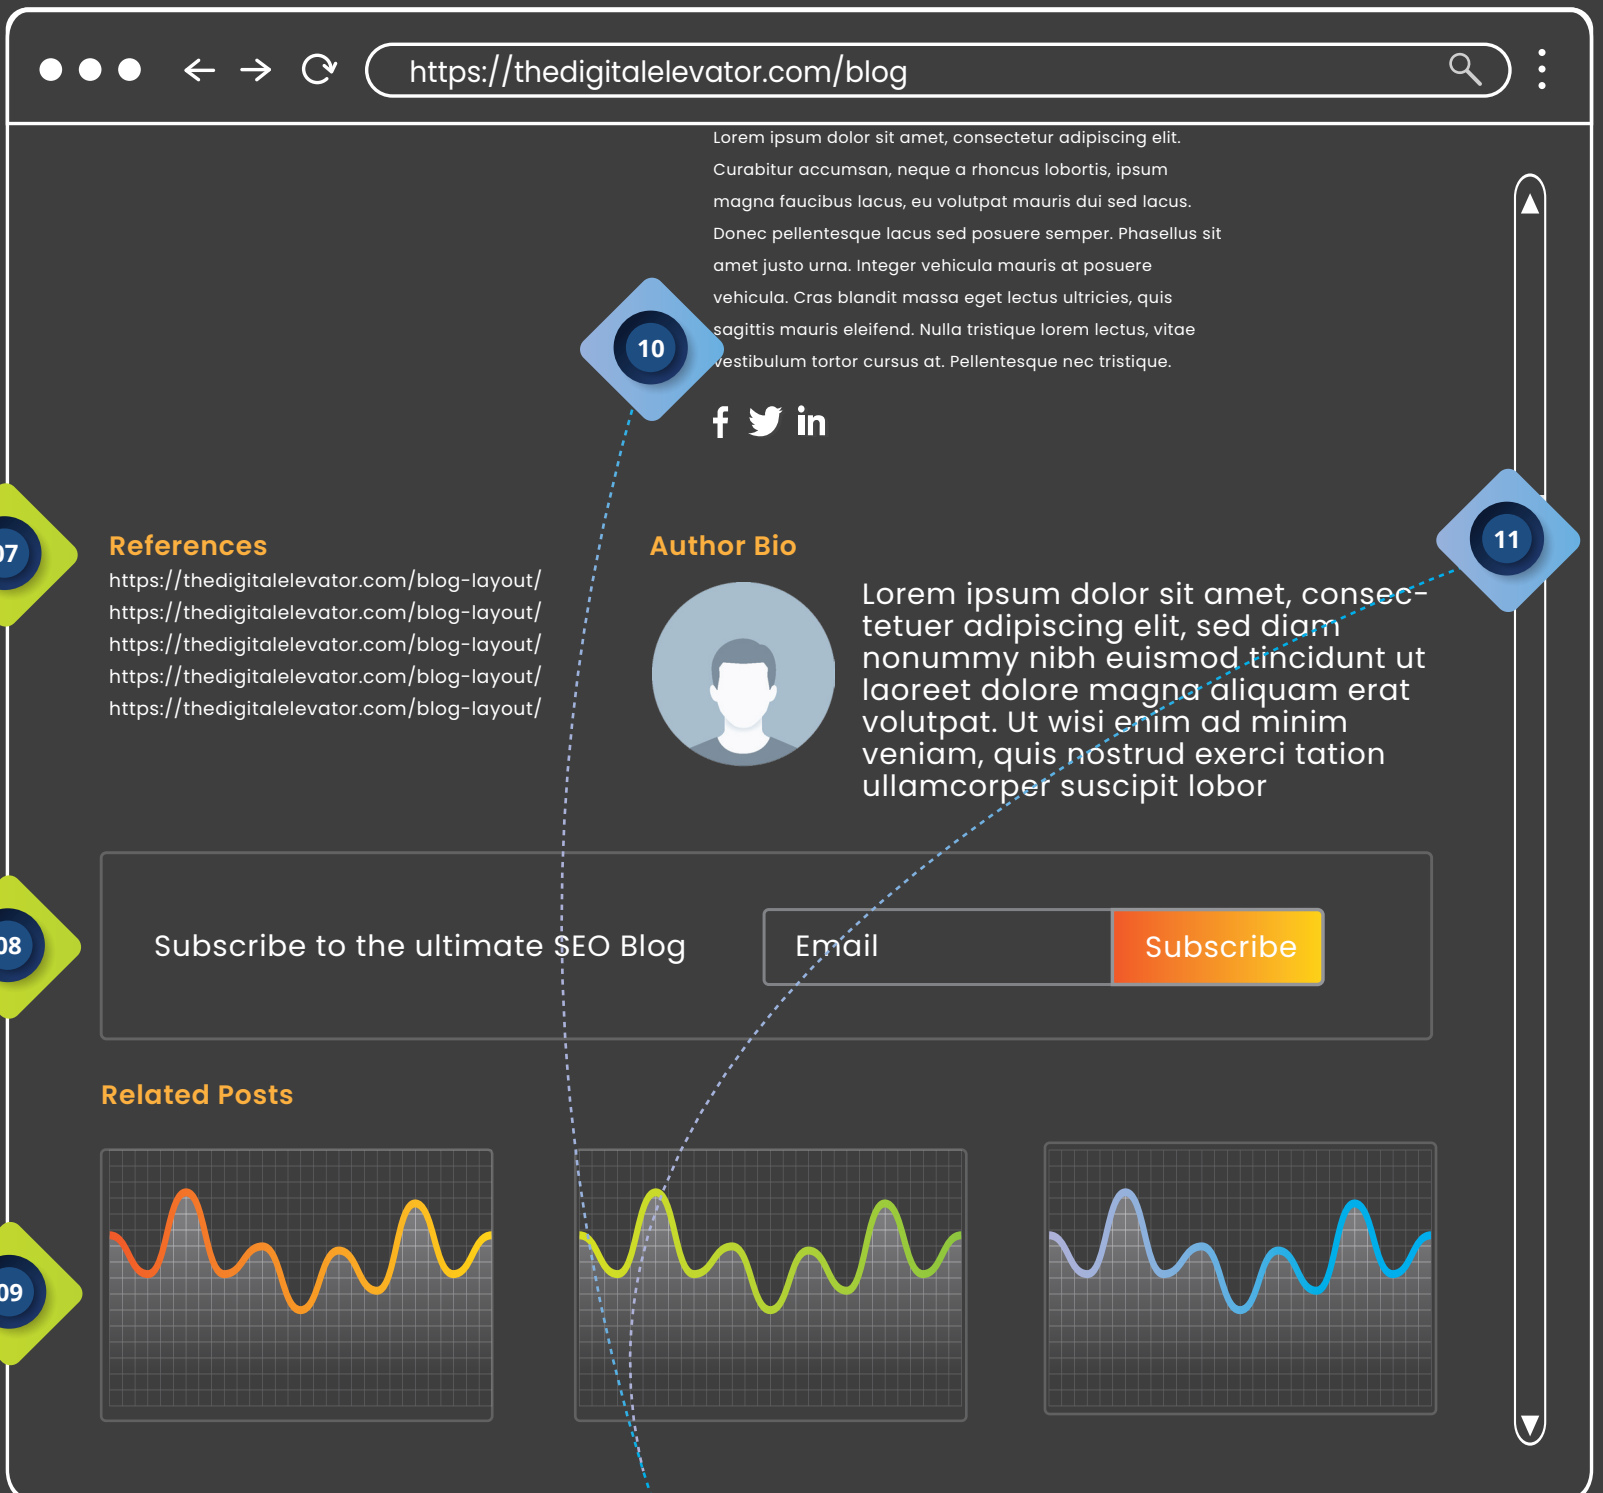 https://thedigitalelevator.com/blog
Lorem ipsum dolor sit amet, consectetur adipiscing elit.
Curabitur accumsan, neque a rhoncus lobortis, ipsum
magna faucibus lacus, eu volutpat mauris dui sed lacus.
Donec pellentesque lacus sed posuere semper. Phasellus sit
amet justo urna. Integer vehicula mauris at posuere
vehicula. Cras blandit massa eget lectus ultricies, quis
sagittis mauris eleifend. Nulla tristique lorem lectus, vitae
vestibulum tortor cursus at. Pellentesque nec tristique.
10
f in
11
07
References
https://thedigitalelevator.com/blog-layout/
https://thedigitalelevator.com/blog-layout/
https://thedigitalelevator.com/blog-layout/
https://thedigitalelevator.com/blog-layout/
https://thedigitalelevator.com/blog-layout/
Author Bio
Lorem ipsum dolor sit amet, consec-
tetuer adipiscing elit, sed diam
nonummy nibh euismod tincidunt ut
laoreet dolore magna aliquam erat
volutpat. Ut wisi enim ad minim
veniam, quis nostrud exerci tation
ullamcorper suscipit lobor
08
Subscribe to the ultimate SEO Blog
Email
Subscribe
Related Posts
09